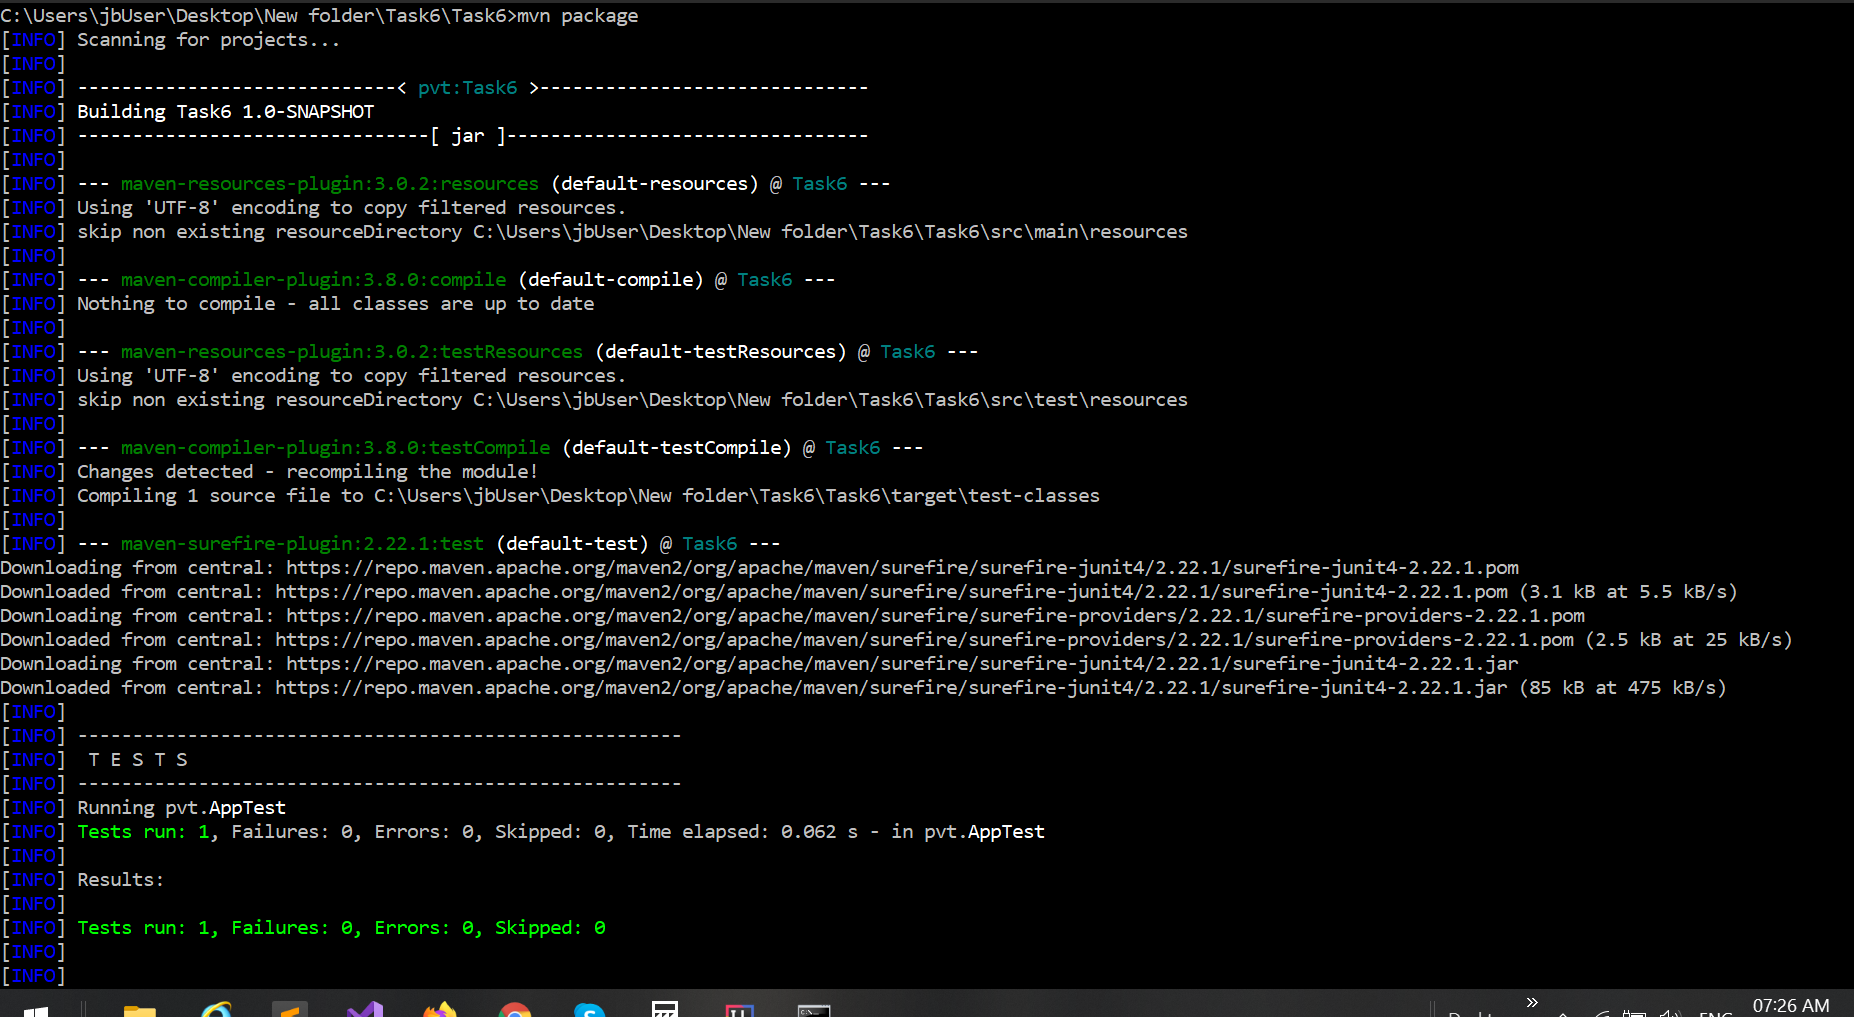 C:\Users\jbUser\Desktop\New folder\Task6\Task6>mvn package
[INFO] Scanning for projects...
[INFO]
[INFO] -----------------------------< pvt:Task6 >------------------------------
[INFO] Building Task6 1.0-SNAPSHOT
[INFO] --------------------------------[ jar ]---------------------------------
[INFO]
[INFO] --- maven-resources-plugin:3.0.2:resources (default-resources) @ Task6 ---
[INFO] Using 'UTF-8' encoding to copy filtered resources.
[INFO] skip non existing resourceDirectory C:\Users\jbUser\Desktop\New folder\Task6\Task6\src\main\resources
[INFO]
[INFO] --- maven-compiler-plugin:3.8.0:compile (default-compile) @ Task6 ---
[INFO] Nothing to compile - all classes are up to date
[INFO]
[INFO] --- maven-resources-plugin:3.0.2:testResources (default-testResources) @ Task6 ---
[INFO] Using 'UTF-8' encoding to copy filtered resources.
[INFO] skip non existing resourceDirectory C:\Users\jbUser\Desktop\New folder\Task6\Task6\src\test\resources
[INFO]
[INFO] --- maven-compiler-plugin:3.8.0:testCompile (default-testCompile) @ Task6 ---
[INFO] Changes detected - recompiling the module!
[INFO] Compiling 1 source file to C:\Users\jbUser\Desktop\New folder\Task6\Task6\target\test-classes
[INFO]
[INFO] --- maven-surefire-plugin:2.22.1:test (default-test) @ Task6 ---
Downloading from central: https://repo.maven.apache.org/maven2/org/apache/maven/surefire/surefire-junit4/2.22.1/surefire-junit4-2.22.1.pom
Downloaded from central: https://repo.maven.apache.org/maven2/org/apache/maven/surefire/surefire-junit4/2.22.1/surefire-junit4-2.22.1.pom (3.1 kB at 5.5 kB/s)
Downloading from central: https://repo.maven.apache.org/maven2/org/apache/maven/surefire/surefire-providers/2.22.1/surefire-providers-2.22.1.pom
Downloaded from central: https://repo.maven.apache.org/maven2/org/apache/maven/surefire/surefire-providers/2.22.1/surefire-providers-2.22.1.pom (2.5 kB at 25 kB/s)
Downloading from central: https://repo.maven.apache.org/maven2/org/apache/maven/surefire/surefire-junit4/2.22.1/surefire-junit4-2.22.1.jar
Downloaded from central: https://repo.maven.apache.org/maven2/org/apache/maven/surefire/surefire-junit4/2.22.1/surefire-junit4-2.22.1.jar (85 kB at 475 kB/s)
[INFO]
[INFO] -------------------------------------------------------
[INFO]  T E S T S
[INFO] -------------------------------------------------------
[INFO] Running pvt.AppTest
[INFO] Tests run: 1, Failures: 0, Errors: 0, Skipped: 0, Time elapsed: 0.062 s - in pvt.AppTest
[INFO]
[INFO] Results:
[INFO]
[INFO] Tests run: 1, Failures: 0, Errors: 0, Skipped: 0
[INFO]
[INFO]
07:26 AM